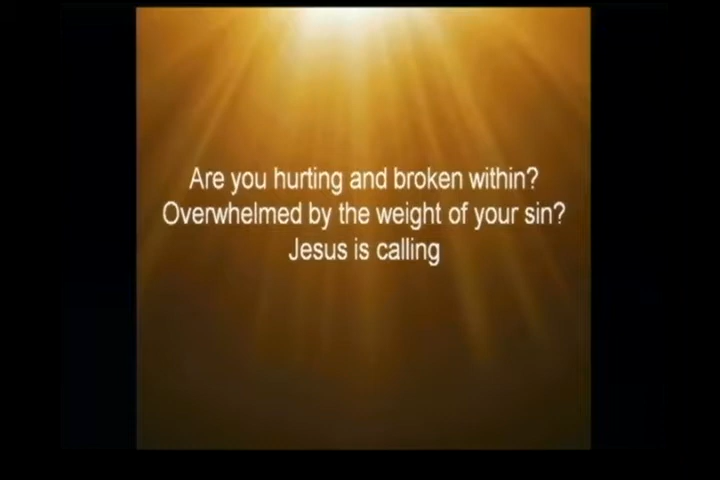 Are you hurting and broken within?
Overwhelmed by the weight of your sin?
Jesus is calling